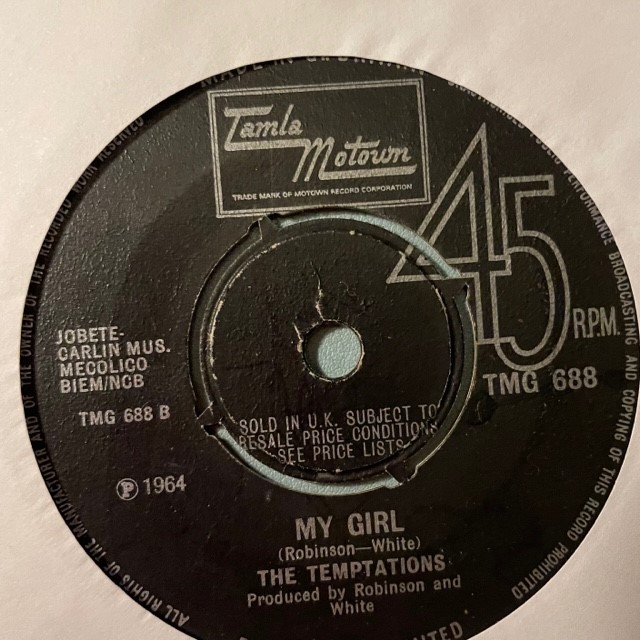 Tamla
Motown
TRADE MARK OF MOTOWN RECORD CORPORATION
45
R.P.M.
TMG 688
JOBETE-
CARLIN MUS.
MECOLICO
BIEM/NCB
TMG 688 B
SOLD IN U.K. SUBJECT TO
RESALE PRICE CONDITIONS
SEE PRICE LISTS
Ⓟ 1964
MY GIRL
(Robinson—White)
THE TEMPTATIONS
Produced by Robinson and
White
ALL RIGHTS OF THE MANUFACTURER AND OF THE OWNER OF THE RECORDED WORK RESERVED
PERFORMANCE BROADCASTING AND COPYING OF THIS RECORD PROHIBITED